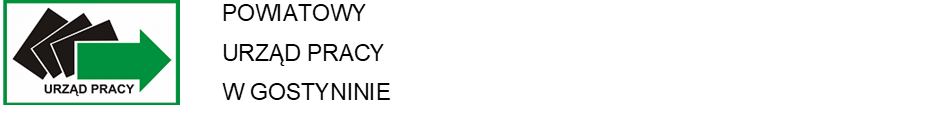 URZĄD PRACY
POWIATOWY
URZĄD PRACY
W GOSTYNINIE